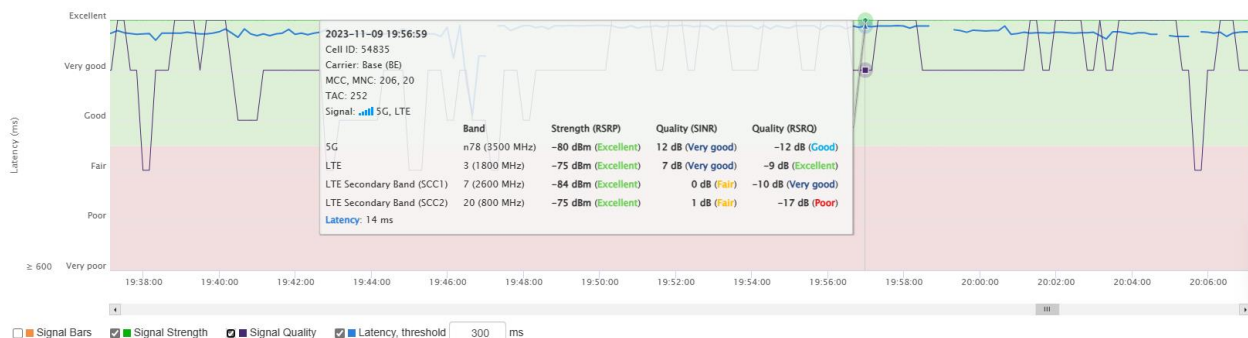 Excellent
Very good
Good
Fair
Poor
≥ 600 Very poor
Latency (ms)
2023-11-09 19:56:59
Cell ID: 54835
Carrier: Base (BE)
MCC, MNC: 206, 20
TAC: 252
Signal: 5G, LTE
Band Strength (RSRP) Quality (SINR) Quality (RSRQ)
5G n78 (3500 MHz) −80 dBm (Excellent) 12 dB (Very good) −12 dB (Good)
LTE 3 (1800 MHz) −75 dBm (Excellent) 7 dB (Very good) −9 dB (Excellent)
LTE Secondary Band (SCC1) 7 (2600 MHz) −84 dBm (Excellent) 0 dB (Fair) −10 dB (Very good)
LTE Secondary Band (SCC2) 20 (800 MHz) −75 dBm (Excellent) 1 dB (Fair) −17 dB (Poor)
Latency: 14 ms
19:38:00 19:40:00 19:42:00 19:44:00 19:46:00 19:48:00 19:50:00 19:52:00 19:54:00 19:56:00 19:58:00 20:00:00 20:02:00 20:04:00 20:06:00
Signal Bars Signal Strength Signal Quality Latency, threshold 300 ms